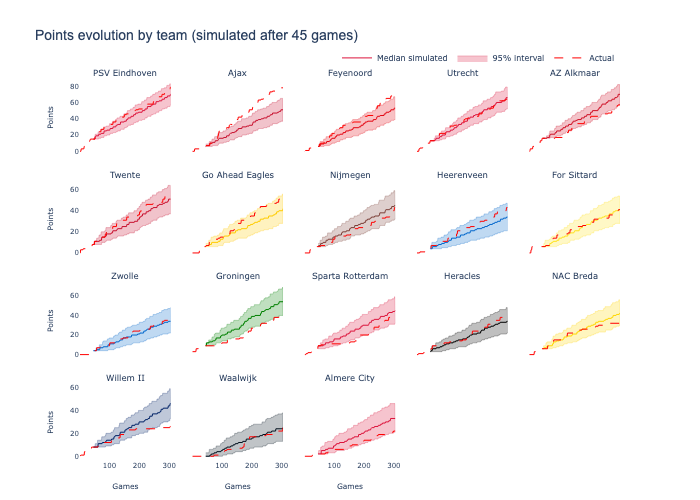 Points evolution by team (simulated after 45 games)
Median simulated 95% interval Actual
PSV Eindhoven Ajax Feyenoord Utrecht AZ Alkmaar
80
60
40
20
0
Points
Twente Go Ahead Eagles Nijmegen Heerenveen For Sittard
60
40
20
0
Points
Zwolle Groningen Sparta Rotterdam Heracles NAC Breda
60
40
20
0
Points
Willem II Waalwijk Almere City
60
40
20
0
Points
100 200 300 100 200 300 100 200 300
Games Games